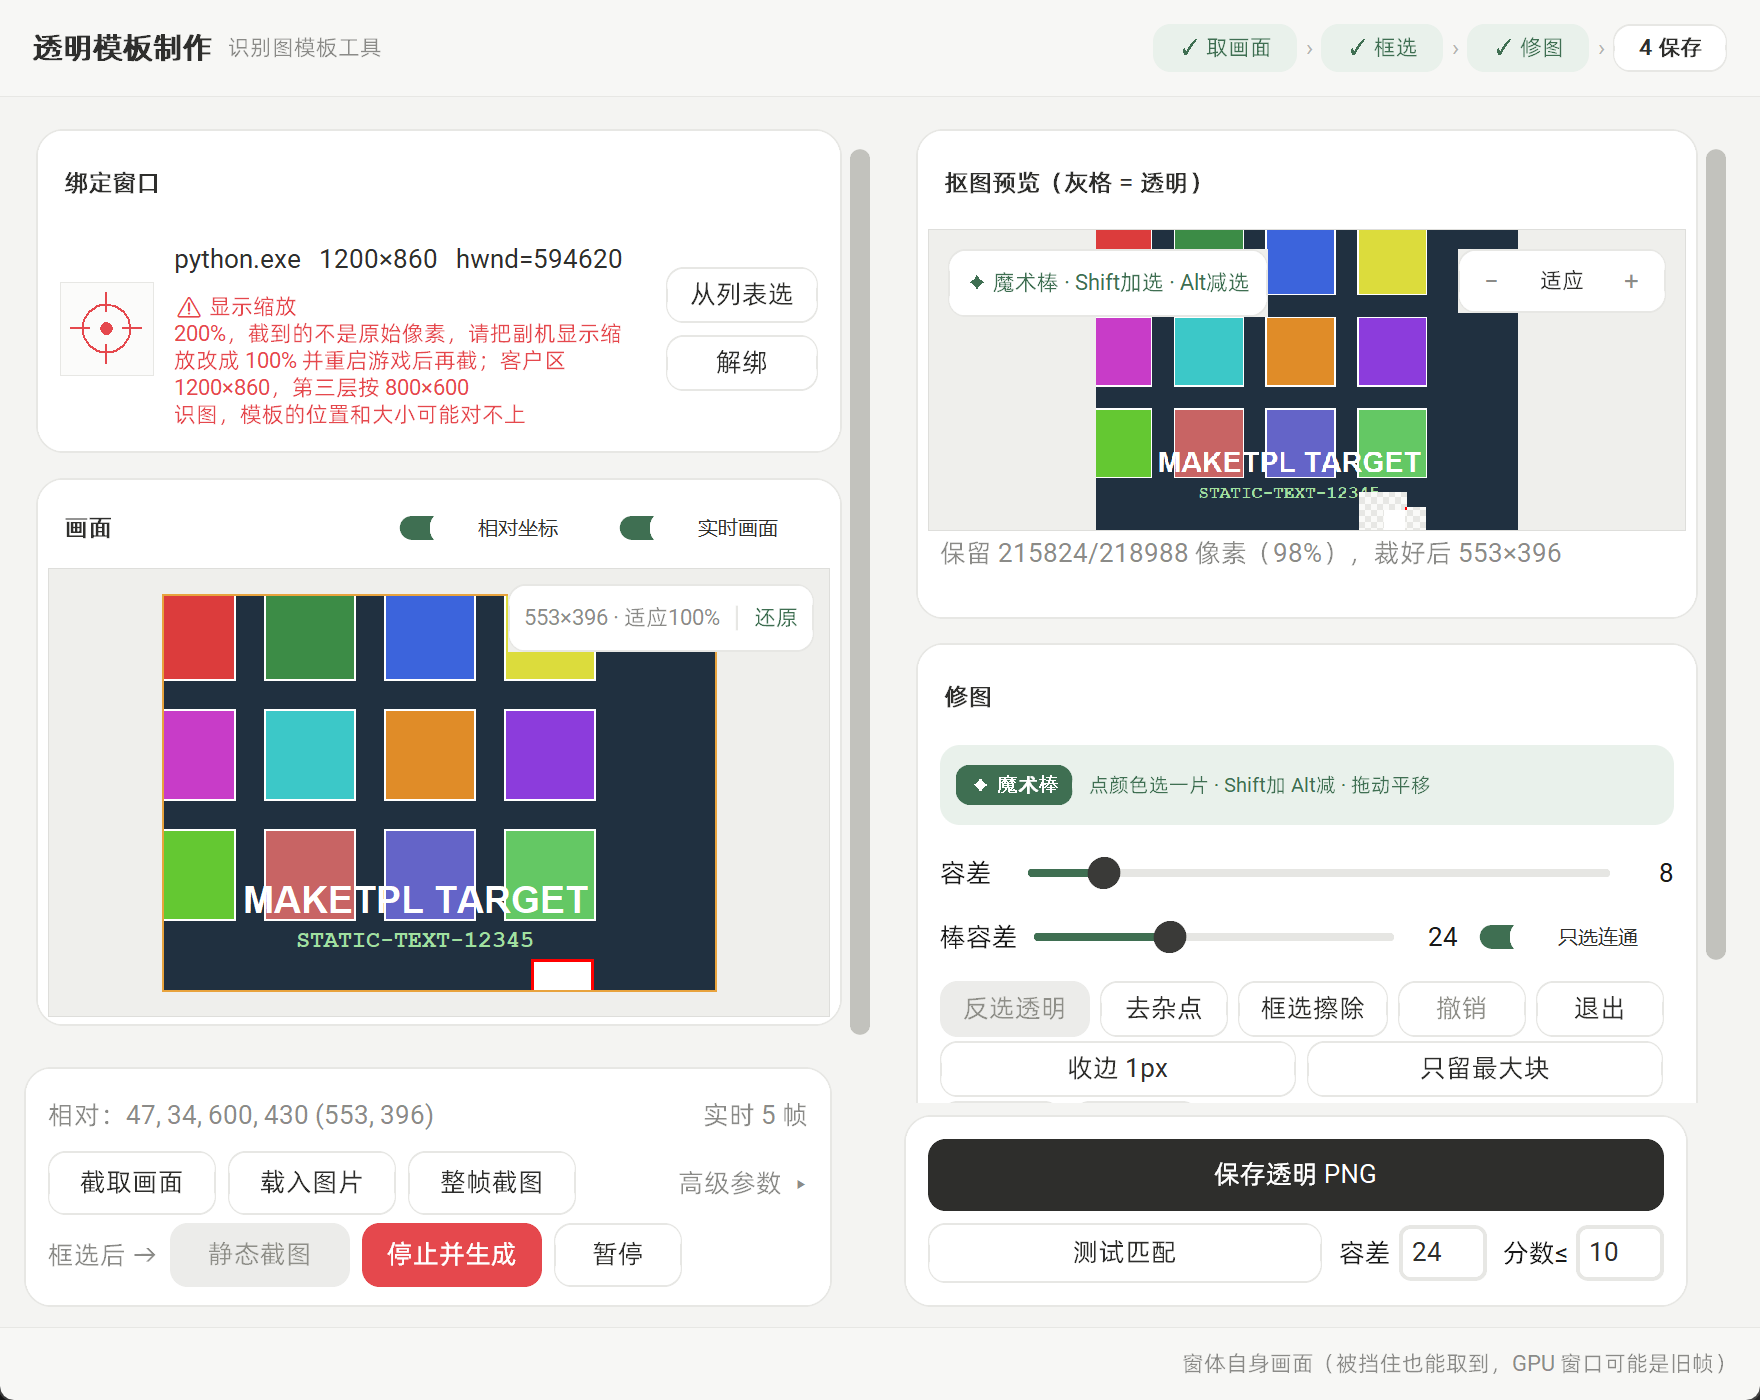 透明模板制作 识别图模板工具 ✓ 取画面 › ✓ 框选 › ✓ 修图 › 4 保存
绑定窗口
python.exe 1200×860 hwnd=594620
⚠ 显示缩放
200%，截到的不是原始像素，请把副机显示缩
放改成 100% 并重启游戏后再截；客户区
1200×860，第三层按 800×600
识图，模板的位置和大小可能对不上
从列表选
解绑
画面 相对坐标 实时画面
553×396 · 适应100% 还原
MAKETPL TARGET
STATIC-TEXT-12345
相对：47, 34, 600, 430 (553, 396) 实时 5 帧
截取画面 载入图片 整帧截图 高级参数 ▸
框选后 → 静态截图 停止并生成 暂停
抠图预览（灰格 = 透明）
✦ 魔术棒 · Shift加选 · Alt减选 − 适应 +
MAKETPL TARGET
STATIC-TEXT-12345
保留 215824/218988 像素（98%），裁好后 553×396
修图
✦ 魔术棒 点颜色选一片 · Shift加 Alt减 · 拖动平移
容差 8
棒容差 24 只选连通
反选透明 去杂点 框选擦除 撤销 退出
收边 1px 只留最大块
保存透明 PNG
测试匹配 容差 24 分数≤ 10
窗体自身画面（被挡住也能取到，GPU 窗口可能是旧帧）